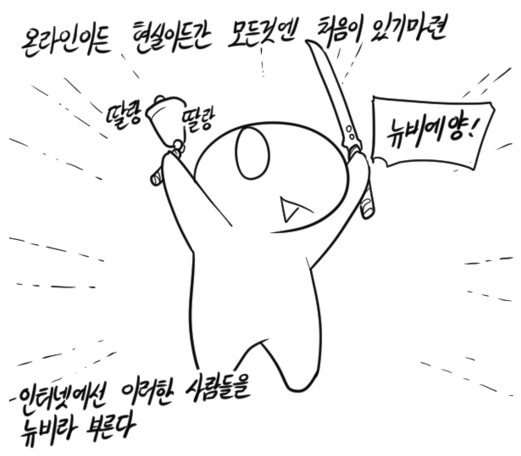 온라인이든 현실이든간 모든것엔 처음이 있기마련
딸랑
딸랑
뉴비에양!
인터넷에선 이러한 사람들을
뉴비라 부른다